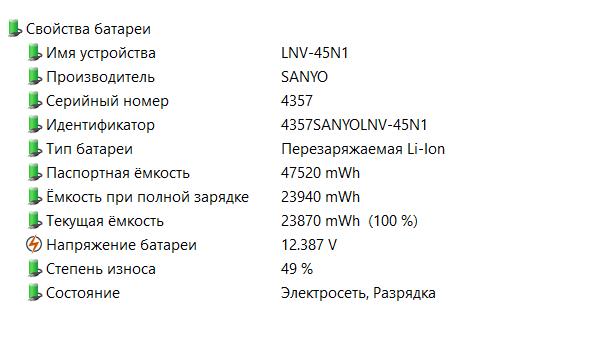 Свойства батареи
Имя устройства LNV-45N1
Производитель SANYO
Серийный номер 4357
Идентификатор 4357SANYOLNV-45N1
Тип батареи Перезаряжаемая Li-Ion
Паспортная ёмкость 47520 mWh
Ёмкость при полной зарядке 23940 mWh
Текущая ёмкость 23870 mWh (100 %)
Напряжение батареи 12.387 V
Степень износа 49 %
Состояние Электросеть, Разрядка